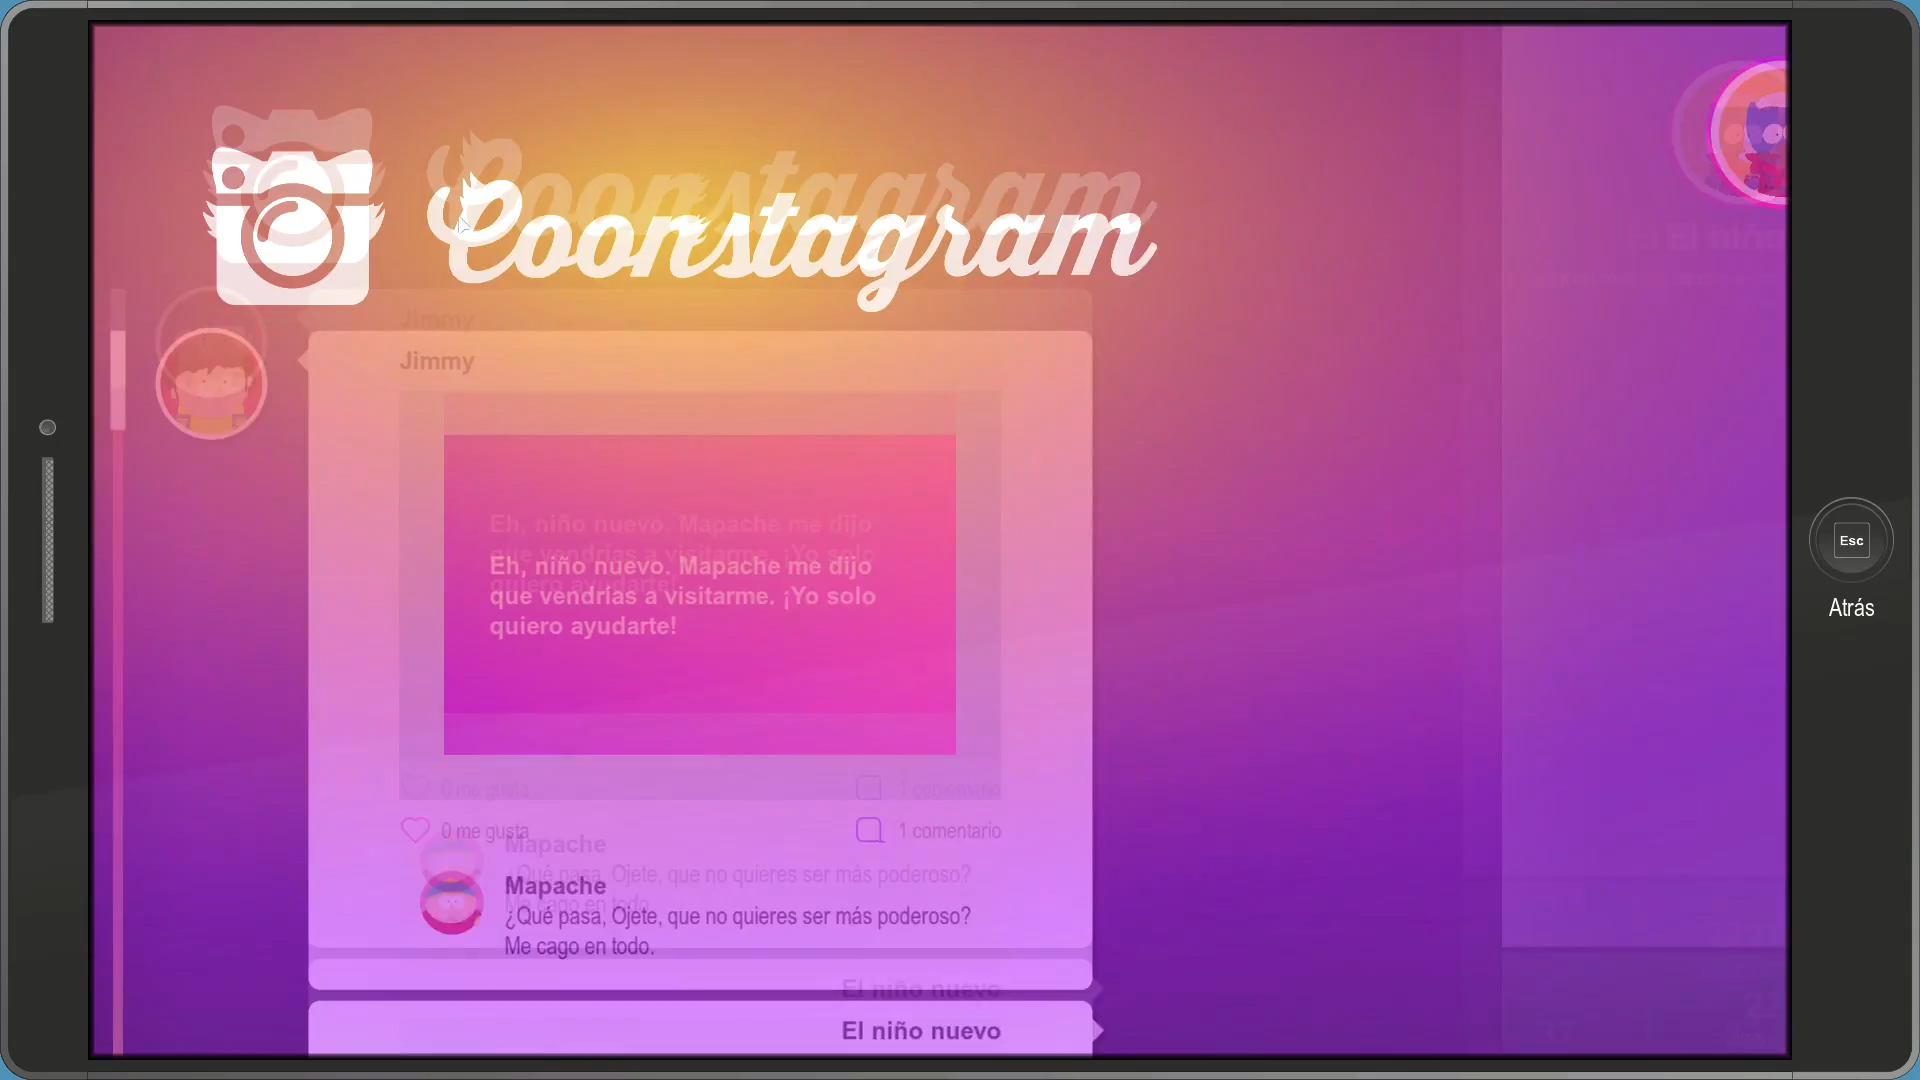 Coonstagram
Jimmy
Eh, niño nuevo. Mapache me dijo
que vendrías a visitarme. ¡Yo solo
quiero ayudarte!
0 me gusta
1 comentario
Mapache
¿Qué pasa, Ojete, que no quieres ser más poderoso?
Me cago en todo.
El niño nuevo
Esc
Atrás